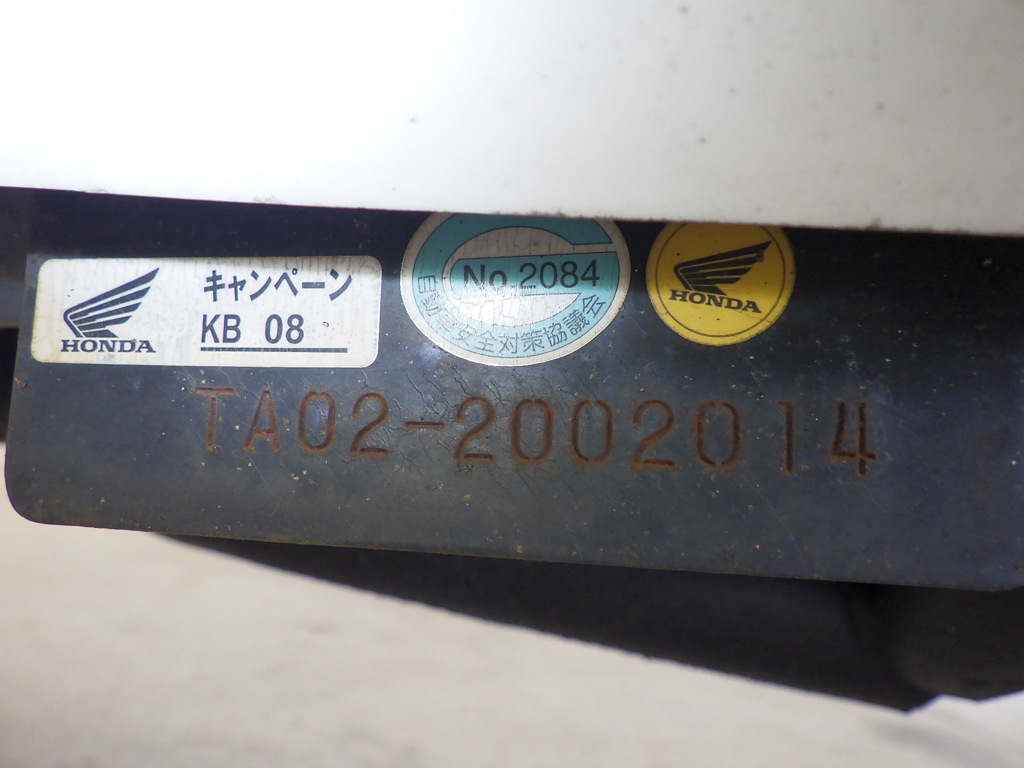 HONDA
キャンペーン
KB 08
No.2084
自動車安全対策協議会
HONDA
TA02-2002014